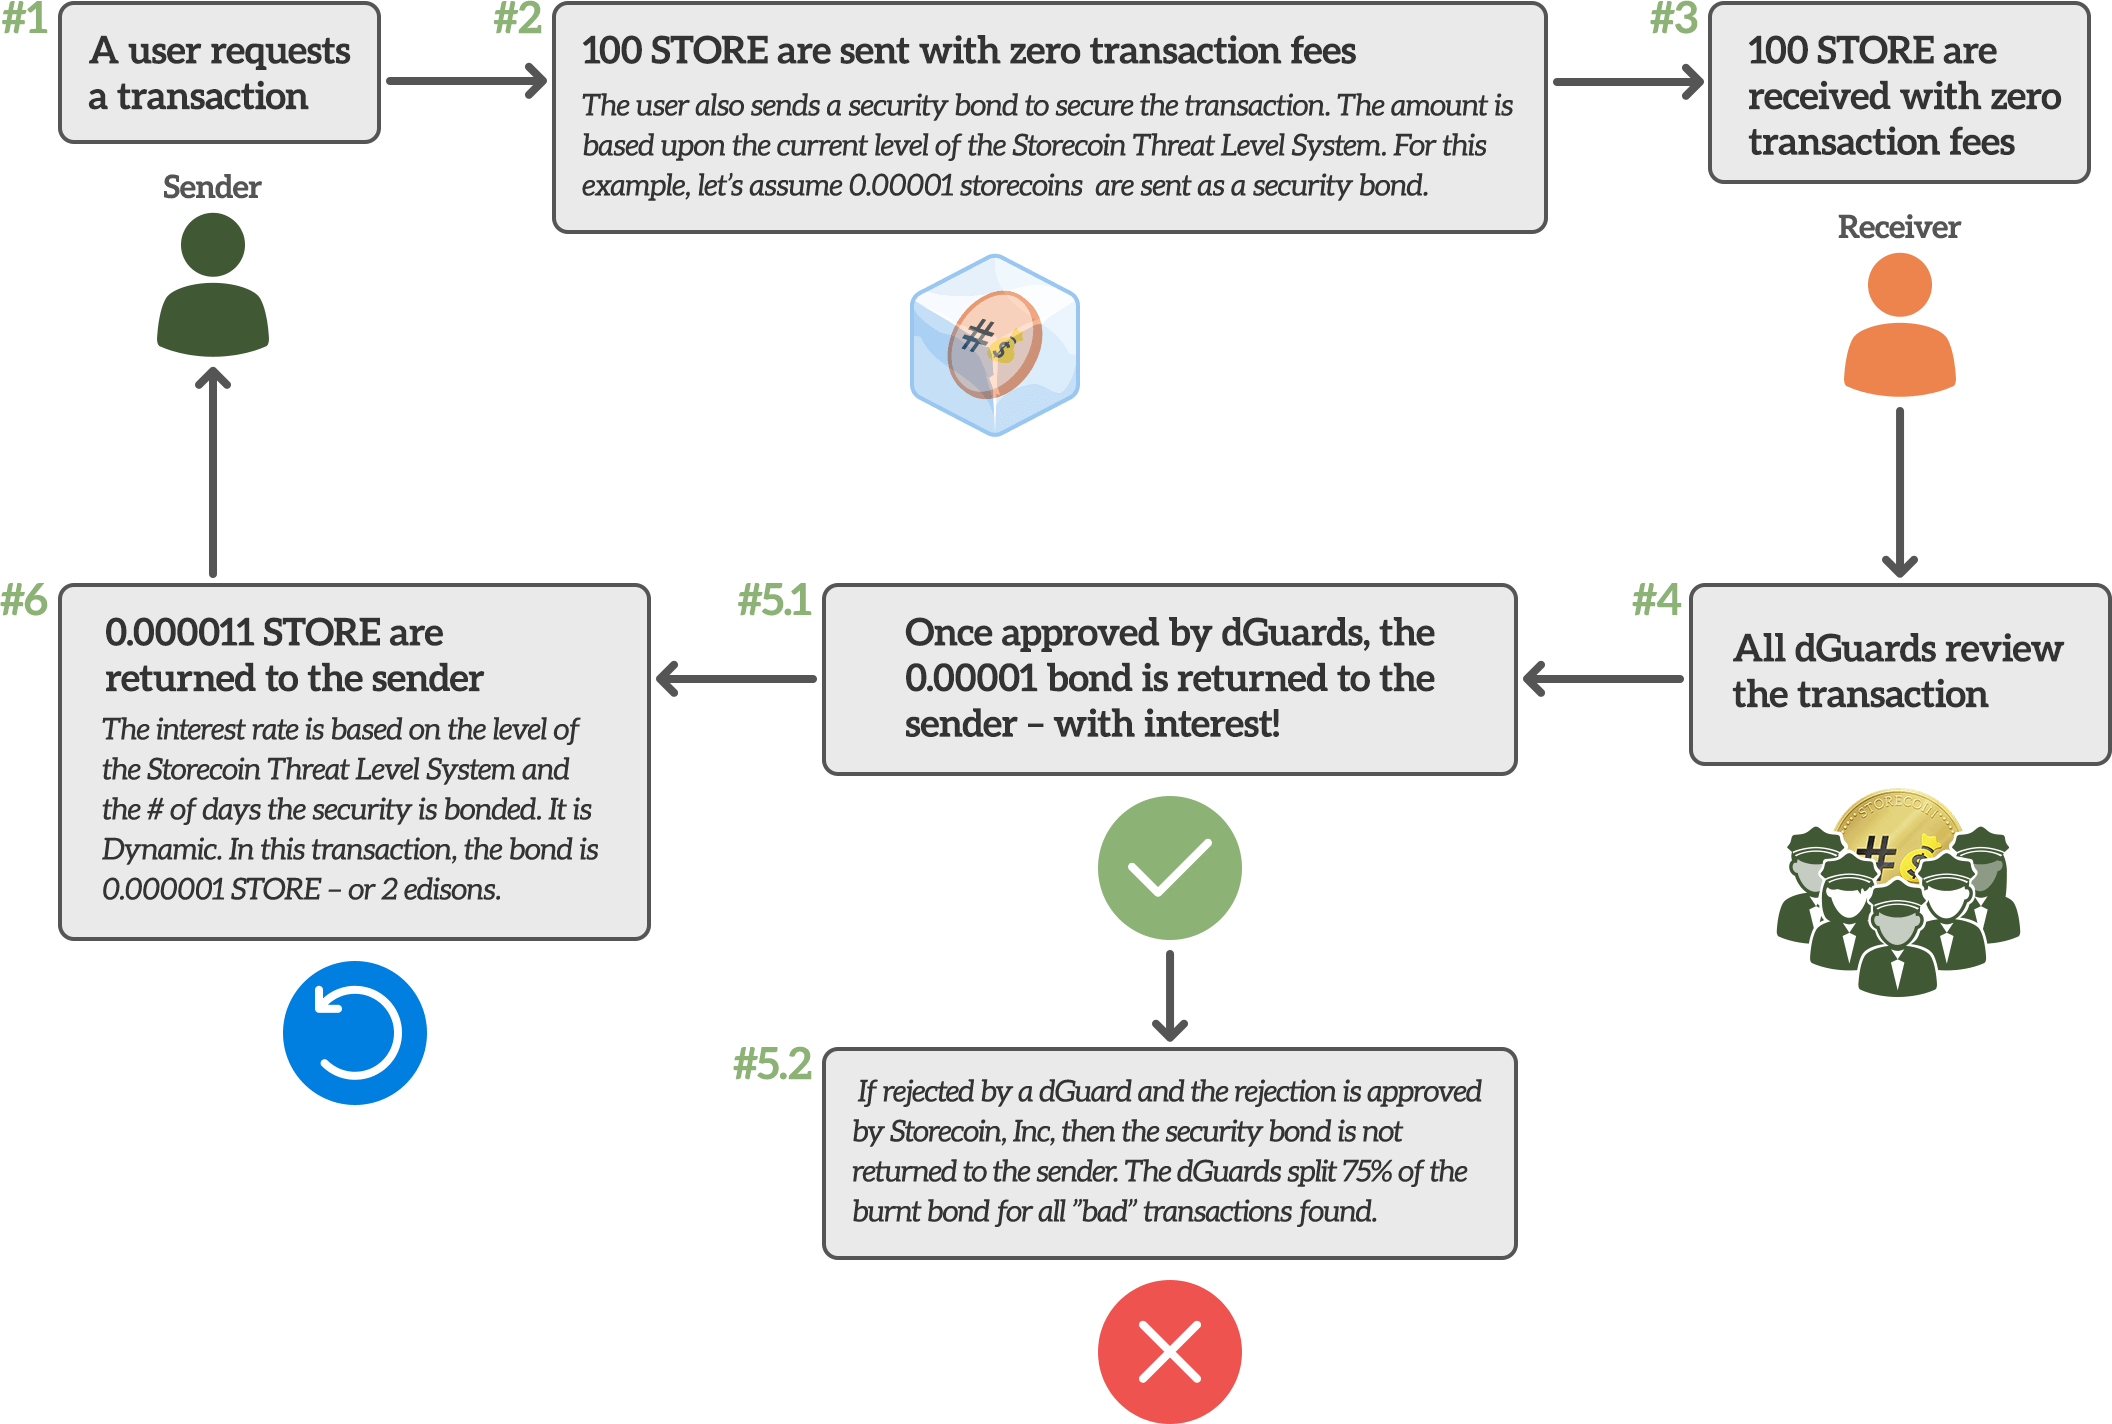 #1
A user requests
a transaction
Sender
#2
100 STORE are sent with zero transaction fees
The user also sends a security bond to secure the transaction. The amount is
based upon the current level of the Storecoin Threat Level System. For this
example, let's assume 0.00001 storecoins are sent as a security bond.
#$
#3
100 STORE are
received with zero
transaction fees
Receiver
#4
All dGuards review
the transaction
STORECOIN
#$
#5.1
Once approved by dGuards, the
0.00001 bond is returned to the
sender – with interest!
#5.2
If rejected by a dGuard and the rejection is approved
by Storecoin, Inc, then the security bond is not
returned to the sender. The dGuards split 75% of the
burnt bond for all "bad" transactions found.
#6
0.000011 STORE are
returned to the sender
The interest rate is based on the level of
the Storecoin Threat Level System and
the # of days the security is bonded. It is
Dynamic. In this transaction, the bond is
0.000001 STORE – or 2 edisons.